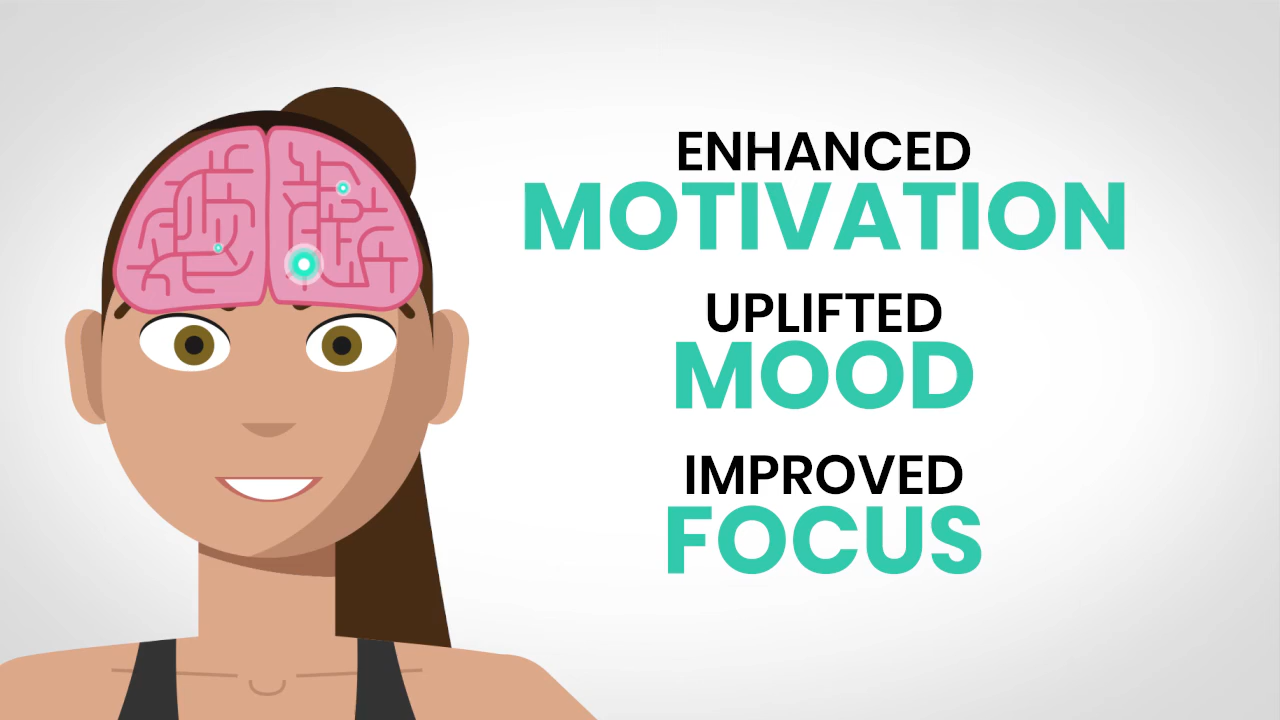 ENHANCED
MOTIVATION
UPLIFTED
MOOD
IMPROVED
FOCUS